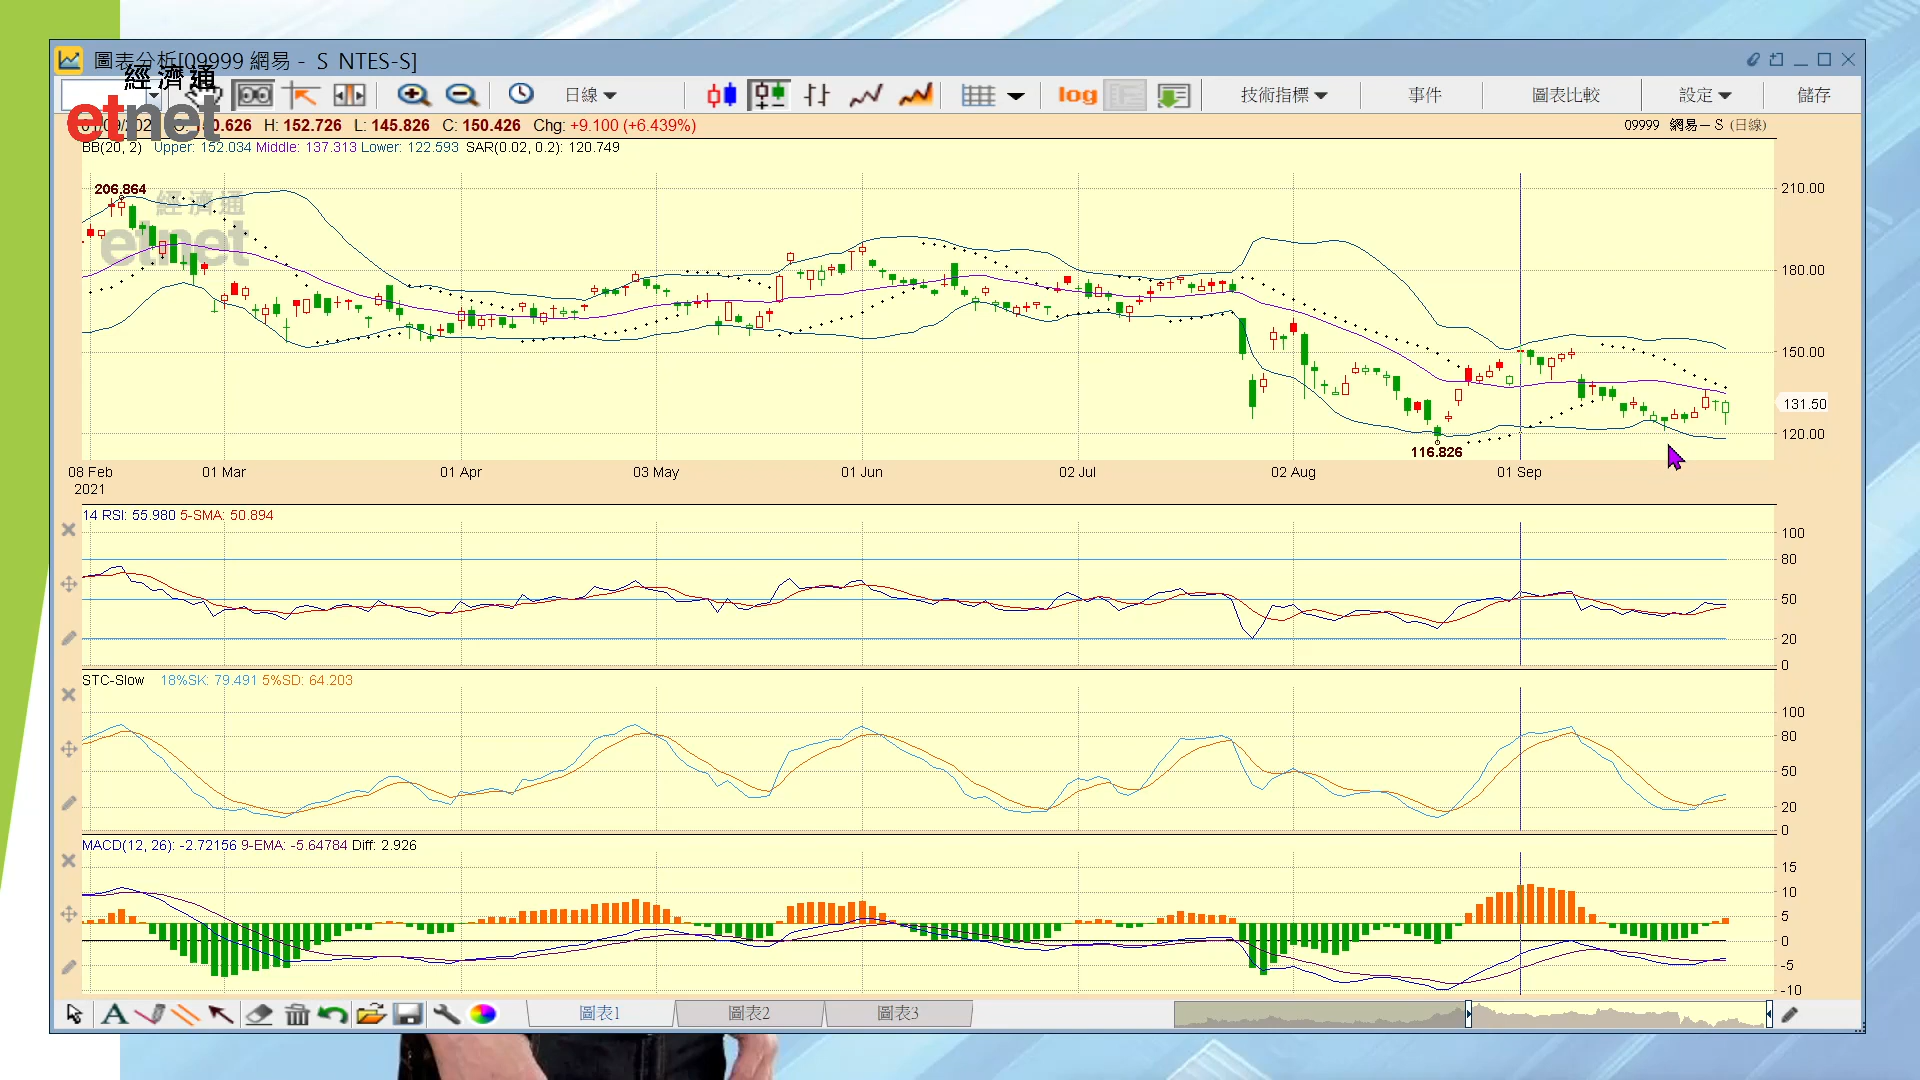 圖表分析[09999 網易 - S NTES-S]
經濟通
etnet
日線
log
技術指標
事件
圖表比較
設定
儲存
0.626 H: 152.726 L: 145.826 C: 150.426 Chg: +9.100 (+6.439%)
09999 網易－S (日線)
BB(20, 2) Upper: 152.034 Middle: 137.313 Lower: 122.593 SAR(0.02, 0.2): 120.749
206.864
經濟通
etnet
210.00
180.00
150.00
131.50
120.00
116.826
08 Feb 01 Mar 01 Apr 03 May 01 Jun 02 Jul 02 Aug 01 Sep
2021
14 RSI: 55.980 5-SMA: 50.894
100
80
50
20
0
STC-Slow 18%SK: 79.491 5%SD: 64.203
100
80
50
20
0
MACD(12, 26): -2.72156 9-EMA: -5.64784 Diff: 2.926
15
10
5
0
-5
-10
圖表1
圖表2
圖表3